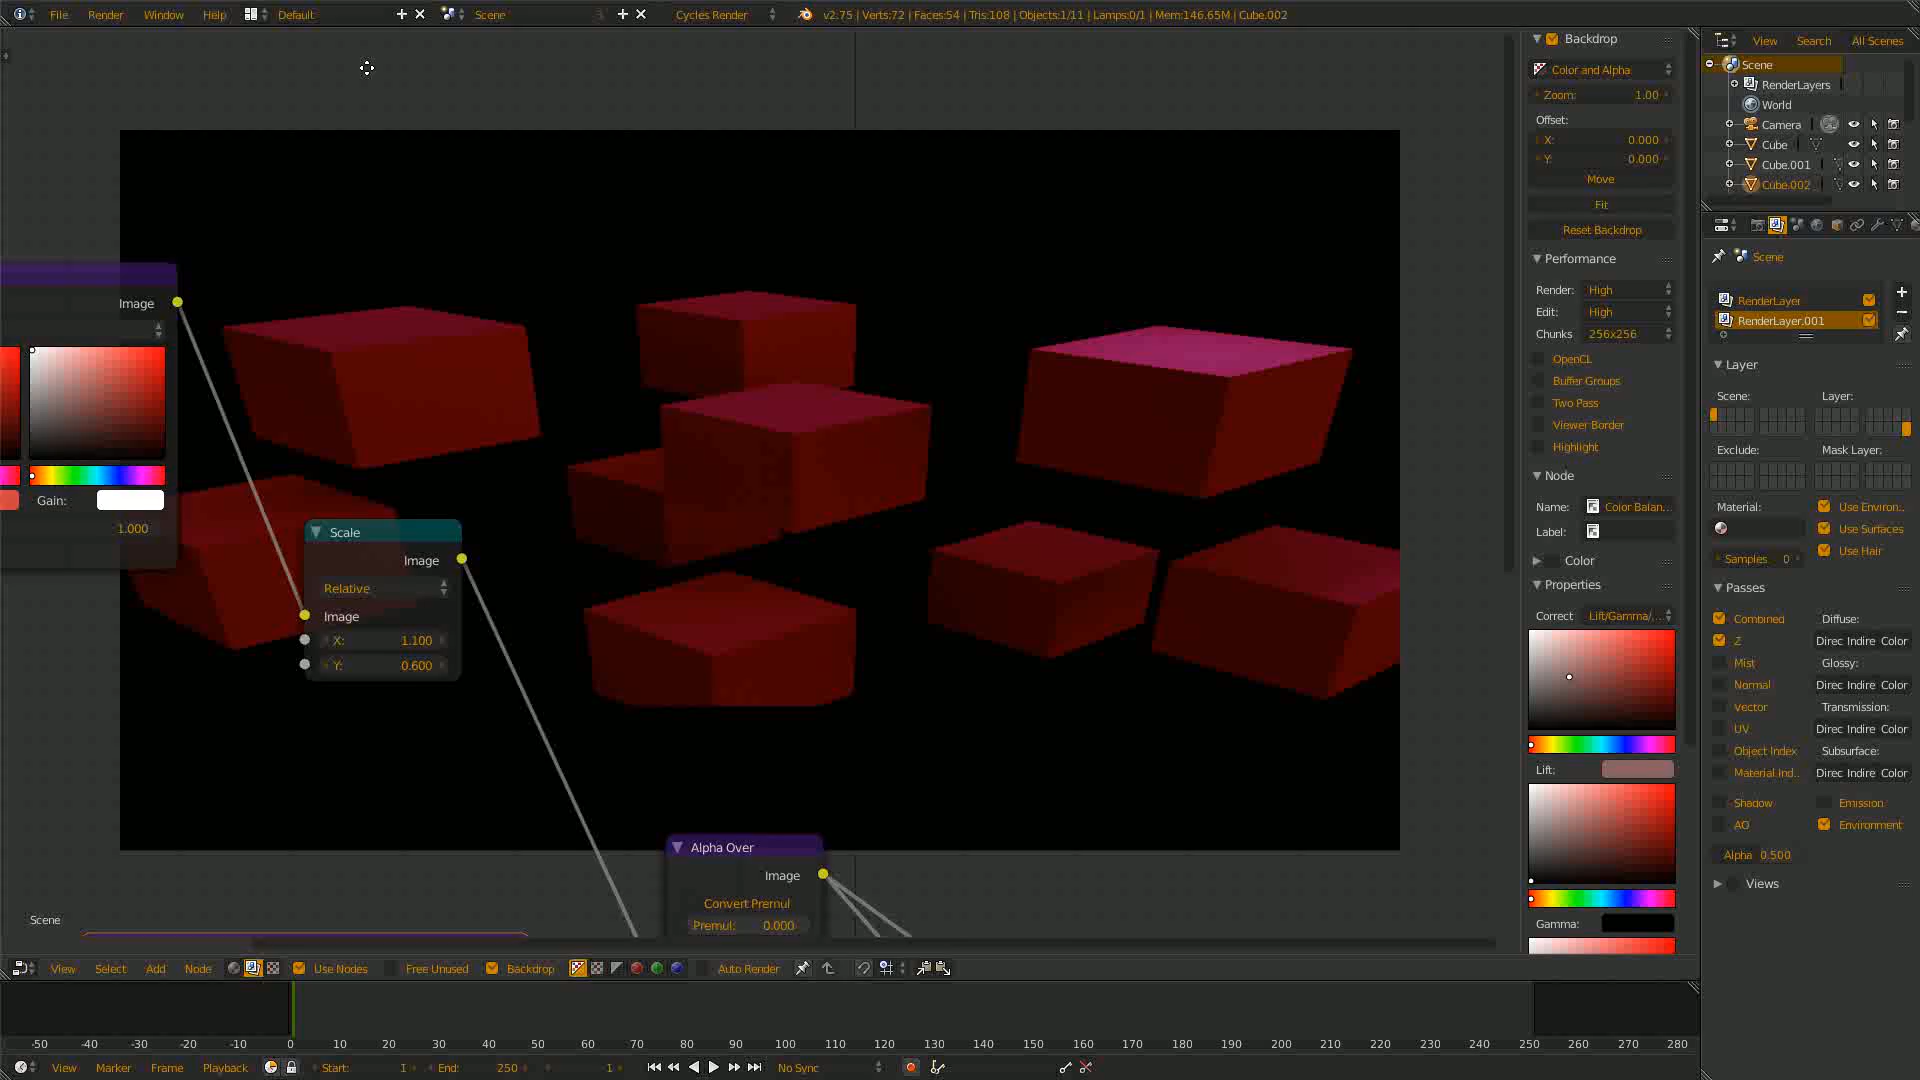 File Render Window Help Default Scene Cycles Render v2.75 | Verts:72 | Faces:54 | Tris:108 | Objects:1/11 | Lamps:0/1 | Mem:146.65M | Cube.002
Image
Gain:
1.000
Scale
Image
Relative
Image
X: 1.100
Y: 0.600
Alpha Over
Image
Convert Premul
Premul: 0.000
Scene
Backdrop
Color and Alpha
Zoom: 1.00
Offset:
X: 0.000
Y: 0.000
Move
Fit
Reset Backdrop
Performance
Render: High
Edit: High
Chunks 256x256
OpenCL
Buffer Groups
Two Pass
Viewer Border
Highlight
Node
Name: Color Balan...
Label:
Color
Properties
Correct Lift/Gamma/...
Lift:
Gamma:
View Search All Scenes
Scene
RenderLayers
World
Camera
Cube
Cube.001
Cube.002
Scene
RenderLayer
RenderLayer.001
Layer
Scene: Layer:
Exclude: Mask Layer:
Material: Use Environ..
Use Surfaces
Samples 0 Use Hair
Passes
Combined Diffuse:
Z Direc Indire Color
Mist Glossy:
Normal Direc Indire Color
Vector Transmission:
UV Direc Indire Color
Object Index Subsurface:
Material Ind.. Direc Indire Color
Shadow Emission
AO Environment
Alpha 0.500
Views
View Select Add Node Use Nodes Free Unused Backdrop Auto Render
-50 -40 -30 -20 -10 0 10 20 30 40 50 60 70 80 90 100 110 120 130 140 150 160 170 180 190 200 210 220 230 240 250 260 270 280
View Marker Frame Playback Start: 1 End: 250 1 No Sync